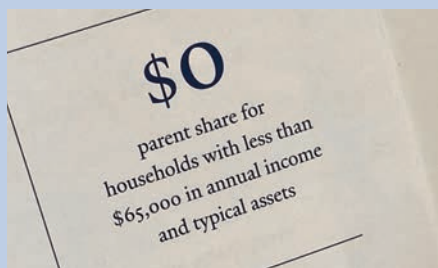 $0
parent share for
households with less than
$65,000 in annual income
and typical assets